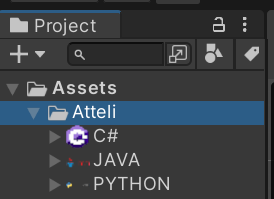 Project
Assets
Atteli
C#
JAVA
PYTHON